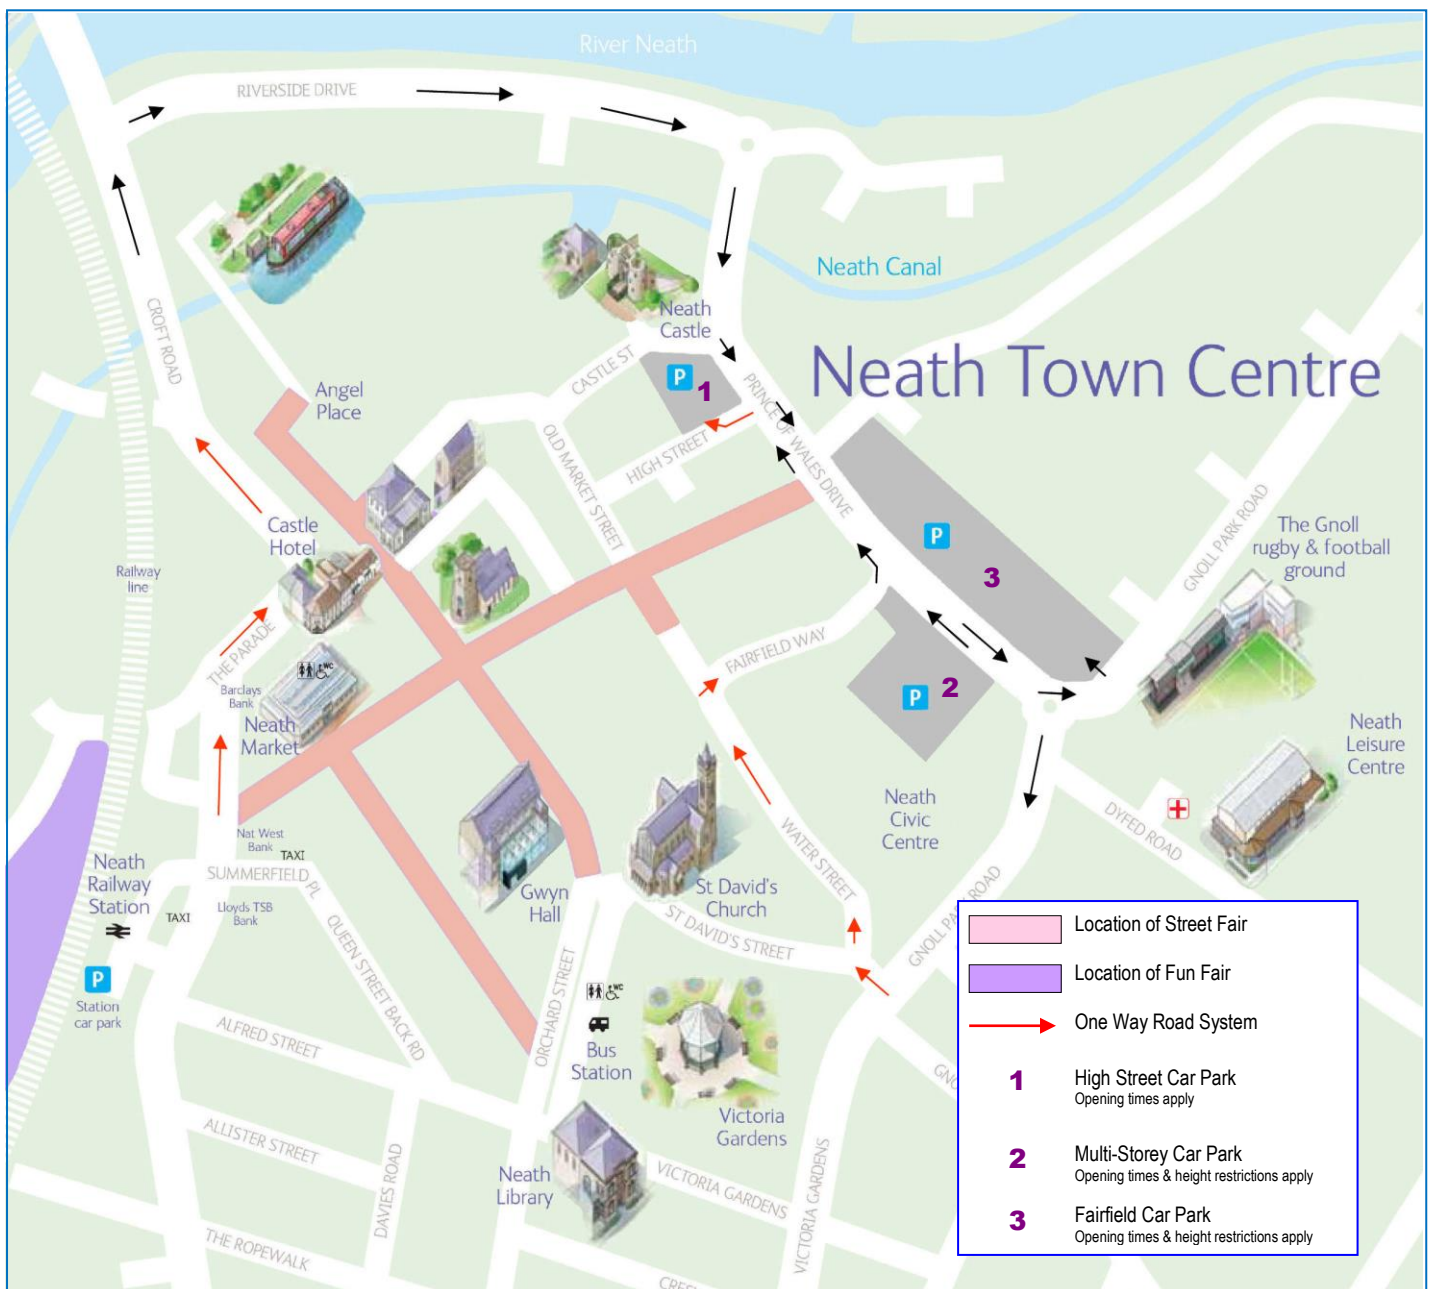 River Neath
RIVERSIDE DRIVE
Neath Canal
Neath
Castle
Neath Town Centre
CROFT ROAD
Angel
Place
CASTLE ST
P
1
PRINCE OF WALES DRIVE
OLD MARKET STREET
HIGH STREET
Castle
Hotel
P
3
GNOLL PARK ROAD
The Gnoll
rugby & football
ground
Railway
line
THE PARADE
WC
Barclays
Bank
Neath
Market
FAIRFIELD WAY
P
2
Neath
Leisure
Centre
Neath
Civic
Centre
DYFED ROAD
Nat West
Bank
TAXI
SUMMERFIELD PL
Neath
Railway
Station
TAXI
Lloyds TSB
Bank
Gwyn
Hall
St David's
Church
WATER STREET
ST DAVID'S STREET
GNOLL PARK ROAD
QUEEN STREET BACK RD
ORCHARD STREET
P
Station
car park
WC
Bus
Station
ALFRED STREET
GNO
Victoria
Gardens
ALLISTER STREET
DAVIES ROAD
Neath
Library
VICTORIA GARDENS
VICTORIA GARDENS
THE ROPEWALK
CRES
Location of Street Fair
Location of Fun Fair
One Way Road System
1 High Street Car Park
Opening times apply
2 Multi-Storey Car Park
Opening times & height restrictions apply
3 Fairfield Car Park
Opening times & height restrictions apply